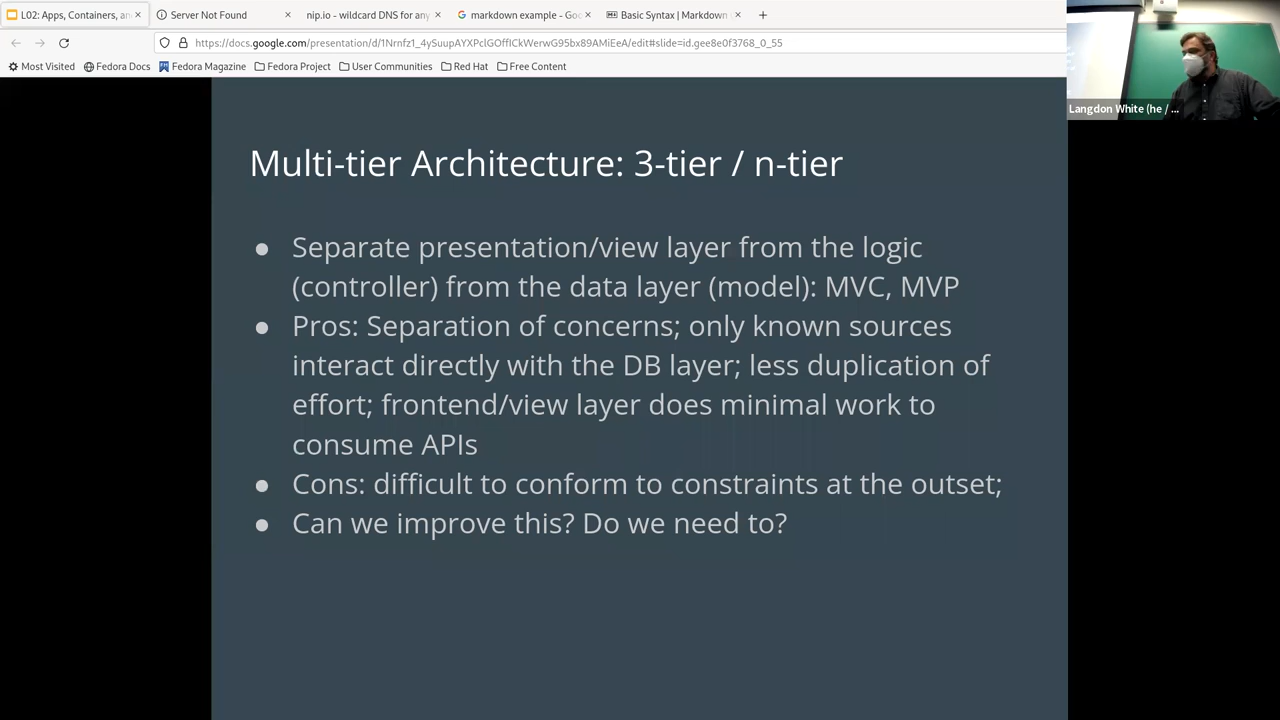 L02: Apps, Containers, an
Server Not Found
nip.io - wildcard DNS for any
markdown example - Goo
Basic Syntax | Markdown
https://docs.google.com/presentation/d/1Nrnfz1_4ySuupAYXPclGOffICkWerwG95bx89AMiEeA/edit#slide=id.gee8e0f3768_0_55
Most Visited Fedora Docs Fedora Magazine Fedora Project User Communities Red Hat Free Content
Langdon White (he / ...
Multi-tier Architecture: 3-tier / n-tier
● Separate presentation/view layer from the logic
(controller) from the data layer (model): MVC, MVP
● Pros: Separation of concerns; only known sources
interact directly with the DB layer; less duplication of
effort; frontend/view layer does minimal work to
consume APIs
● Cons: difficult to conform to constraints at the outset;
● Can we improve this? Do we need to?